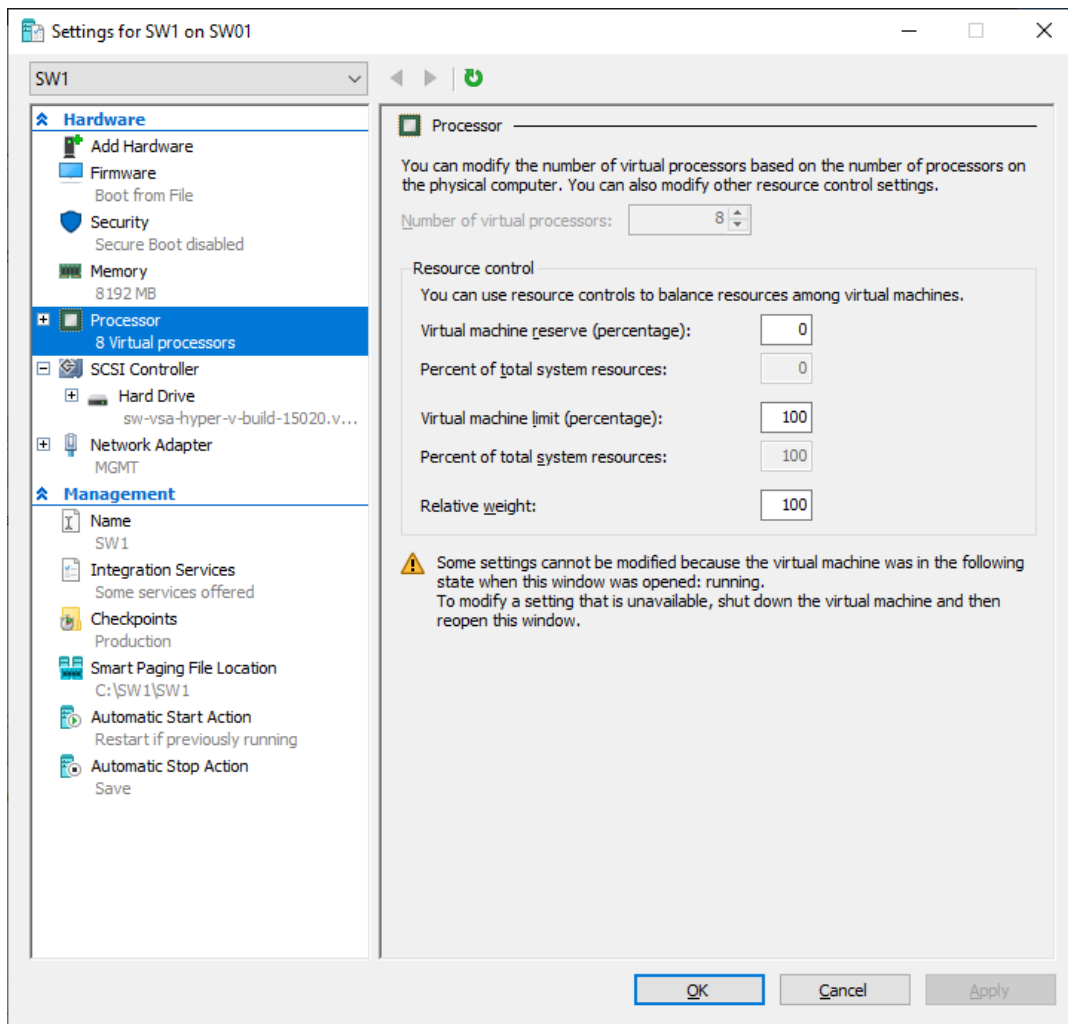 Settings for SW1 on SW01
SW1
Hardware
Add Hardware
Firmware
Boot from File
Security
Secure Boot disabled
Memory
8192 MB
Processor
8 Virtual processors
SCSI Controller
Hard Drive
sw-vsa-hyper-v-build-15020.v...
Network Adapter
MGMT
Management
Name
SW1
Integration Services
Some services offered
Checkpoints
Production
Smart Paging File Location
C:\SW1\SW1
Automatic Start Action
Restart if previously running
Automatic Stop Action
Save
Processor
You can modify the number of virtual processors based on the number of processors on
the physical computer. You can also modify other resource control settings.
Number of virtual processors: 8
Resource control
You can use resource controls to balance resources among virtual machines.
Virtual machine reserve (percentage): 0
Percent of total system resources: 0
Virtual machine limit (percentage): 100
Percent of total system resources: 100
Relative weight: 100
Some settings cannot be modified because the virtual machine was in the following
state when this window was opened: running.
To modify a setting that is unavailable, shut down the virtual machine and then
reopen this window.
OK Cancel Apply